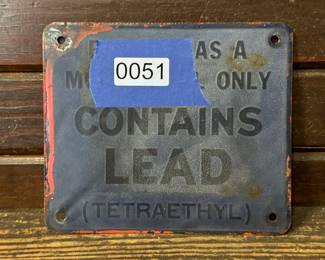 AS A
0051
ONLY
CONTAINS
LEAD
(TETRAETHYL)